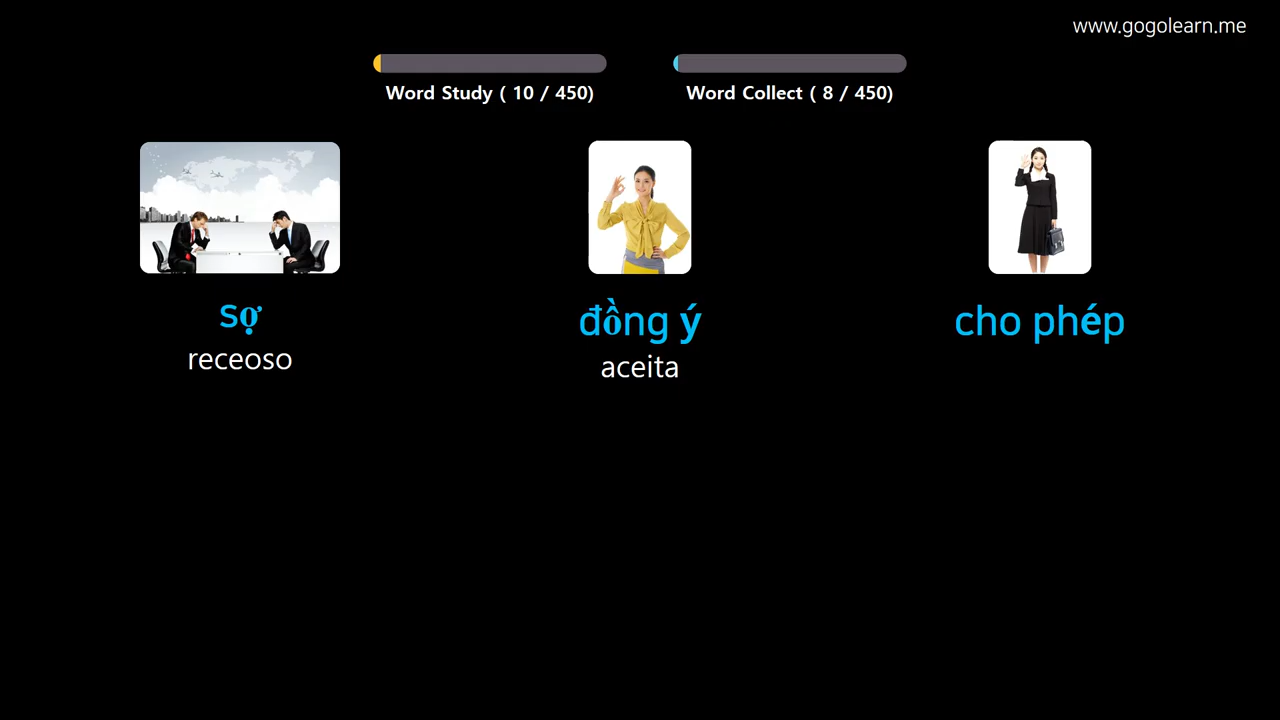 www.gogolearn.me
Word Study ( 10 / 450)
Word Collect ( 8 / 450)
sợ
receoso
đồng ý
aceita
cho phép